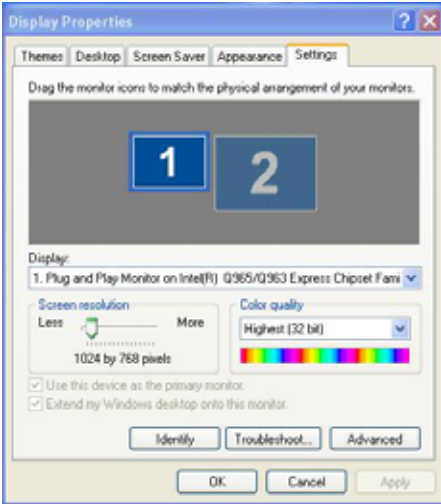 Display Properties
Themes Desktop Screen Saver Appearance Settings
Drag the monitor icons to match the physical arrangement of your monitors.
1 2
Display:
1. Plug and Play Monitor on Intel(R) Q965/Q963 Express Chipset Fami
Screen resolution
Less More
1024 by 768 pixels
Color quality
Highest (32 bit)
Use this device as the primary monitor.
Extend my Windows desktop onto this monitor.
Identify Troubleshoot... Advanced
OK Cancel Apply